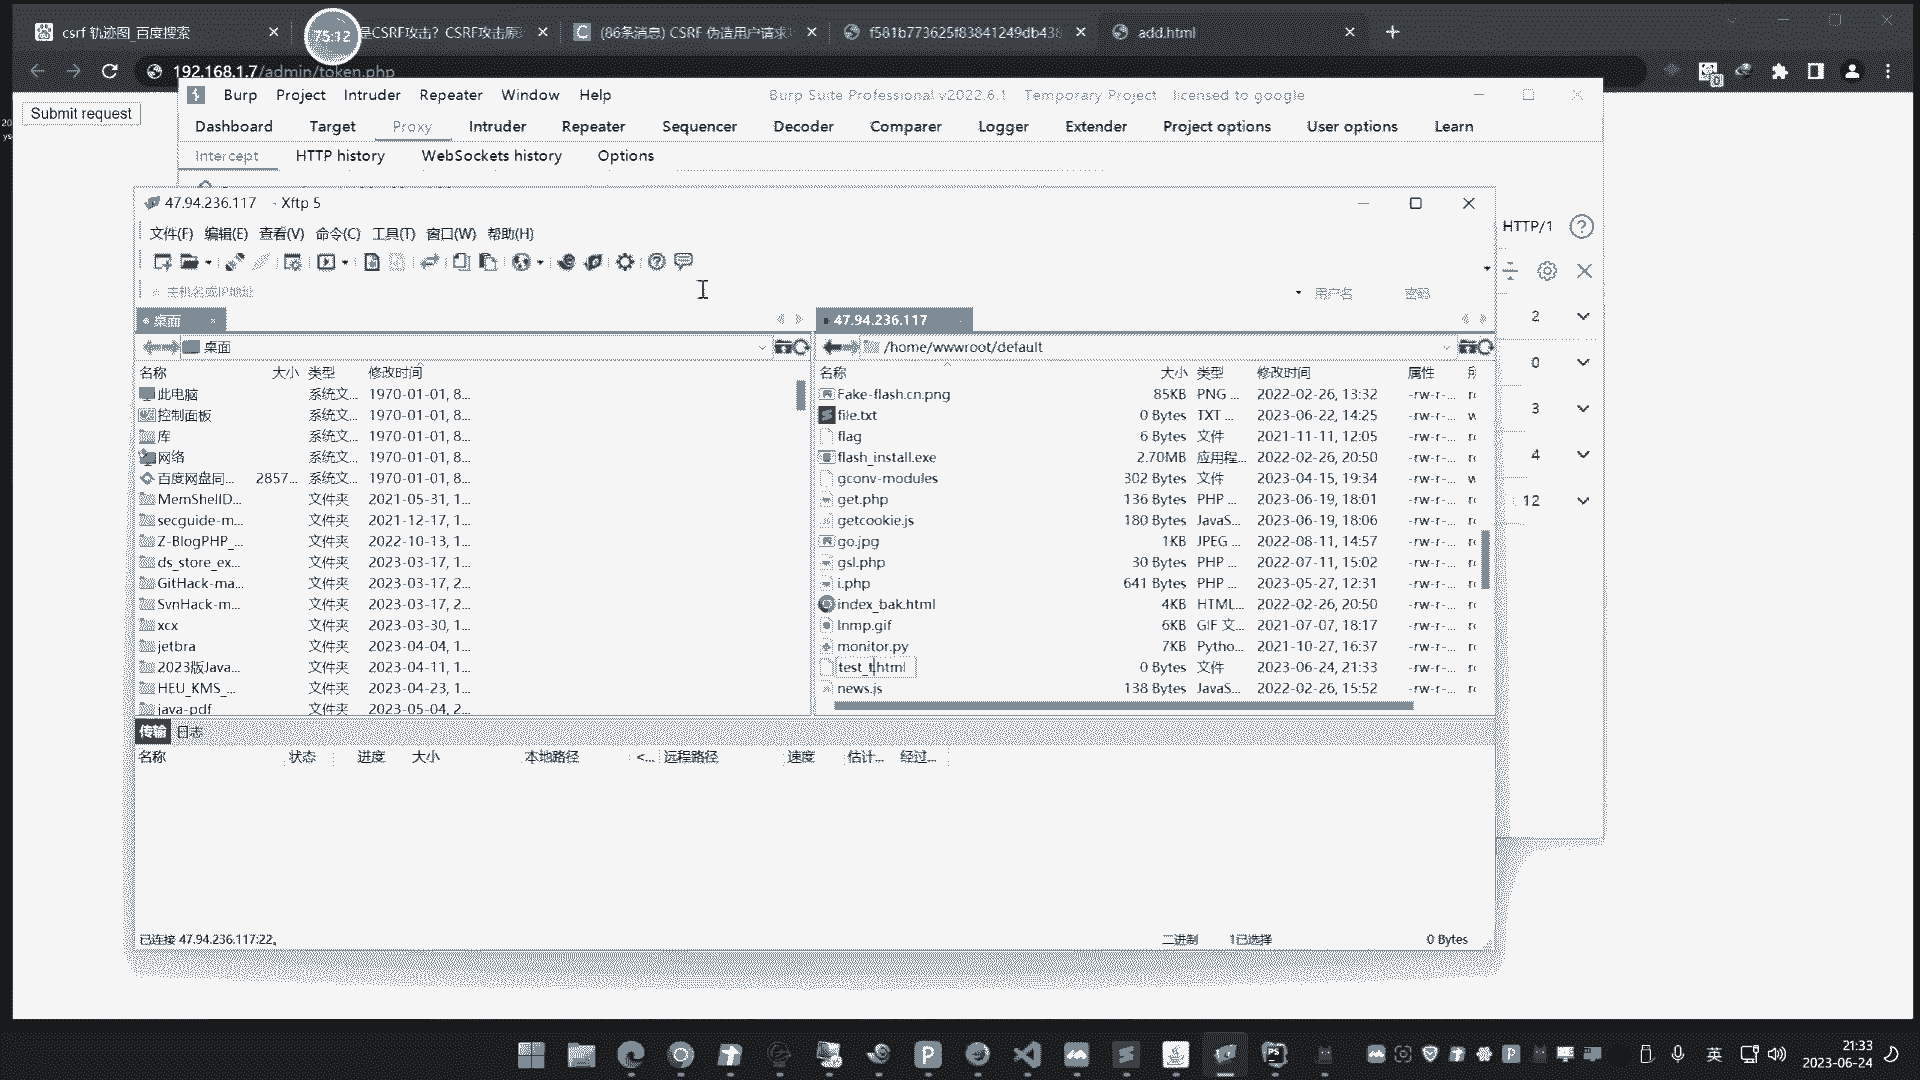 csrf 轨迹图_百度搜索
75:12
是CSRF攻击？CSRF攻击原
(86条消息) CSRF 伪造用户请求
f581b773625f83841249db438
add.html
192.168.1.7/admin/token.php
Submit request
Burp Project Intruder Repeater Window Help
Burp Suite Professional v2022.6.1 Temporary Project licensed to google
Dashboard Target Proxy Intruder Repeater Sequencer Decoder Comparer Logger Extender Project options User options Learn
Intercept HTTP history WebSockets history Options
HTTP/1
2
0
3
4
12
47.94.236.117 - Xftp 5
文件(F) 编辑(E) 查看(V) 命令(C) 工具(T) 窗口(W) 帮助(H)
主机名或IP地址 用户名 密码
桌面
47.94.236.117
桌面
/home/wwwroot/default
名称 大小 类型 修改时间
此电脑 系统文... 1970-01-01, 8...
控制面板 系统文... 1970-01-01, 8...
库 系统文... 1970-01-01, 8...
网络 系统文... 1970-01-01, 8...
百度网盘同... 2857... 系统文... 1970-01-01, 8...
MemShellD... 文件夹 2021-05-31, 1...
secguide-m... 文件夹 2021-12-17, 1...
Z-BlogPHP_... 文件夹 2022-10-13, 1...
ds_store_ex... 文件夹 2023-03-17, 2...
GitHack-ma... 文件夹 2023-03-17, 2...
SvnHack-m... 文件夹 2023-03-17, 2...
xcx 文件夹 2023-03-30, 1...
jetbra 文件夹 2023-04-04, 1...
2023版Java... 文件夹 2023-04-11, 1...
HEU_KMS_... 文件夹 2023-04-23, 1...
java-pdf 文件夹 2023-05-04, 2...
名称 大小 类型 修改时间 属性
Fake-flash.cn.png 85KB PNG ... 2022-02-26, 13:32 -rw-r-...
file.txt 0 Bytes TXT ... 2023-06-22, 14:25 -rw-r-...
flag 6 Bytes 文件 2021-11-11, 12:05 -rw-r-...
flash_install.exe 2.70MB 应用程... 2022-02-26, 20:50 -rw-r-...
gconv-modules 302 Bytes 文件 2023-04-15, 19:34 -rw-r-...
get.php 136 Bytes PHP ... 2023-06-19, 18:01 -rw-r-...
getcookie.js 180 Bytes JavaS... 2023-06-19, 18:06 -rw-r-...
go.jpg 1KB JPEG ... 2022-08-11, 14:57 -rw-r-...
gsl.php 30 Bytes PHP ... 2022-07-11, 15:02 -rw-r-...
i.php 641 Bytes PHP ... 2023-05-27, 12:31 -rw-r-...
index_bak.html 4KB HTML... 2022-02-26, 20:50 -rw-r-...
lnmp.gif 6KB GIF 文... 2021-07-07, 18:17 -rw-r-...
monitor.py 7KB Pytho... 2021-10-27, 16:37 -rw-r-...
test_t.html 0 Bytes 文件 2023-06-24, 21:33 -rw-r-...
news.js 138 Bytes JavaS... 2022-02-26, 15:52 -rw-r-...
传输 日志
名称 状态 进度 大小 本地路径 <... 远程路径 速度 估计... 经过...
已连接 47.94.236.117:22。 二进制 1已选择 0 Bytes
英
21:33
2023-06-24